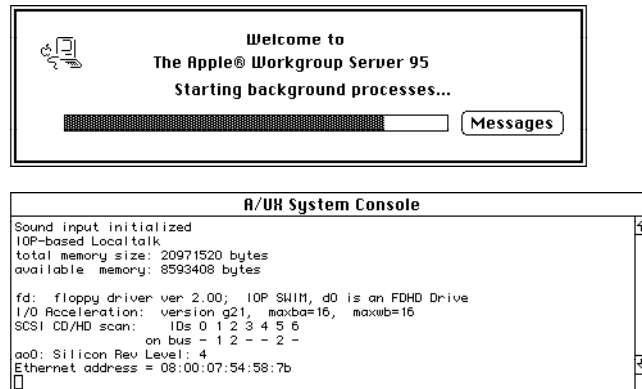 Welcome to
The Apple® Workgroup Server 95
Starting background processes...
Messages
A/UX System Console
Sound input initialized
IOP-based Localtalk
total memory size: 20971520 bytes
available  memory: 8593408 bytes
fd:  floppy driver ver 2.00;  IOP SWIM, d0 is an FDHD Drive
I/O Acceleration:  version g21,  maxba=16,  maxwb=16
SCSI CD/HD scan:    IDs 0 1 2 3 4 5 6
on bus - 1 2 - - 2 -
ao0: Silicon Rev Level: 4
Ethernet address = 08:00:07:54:58:7b